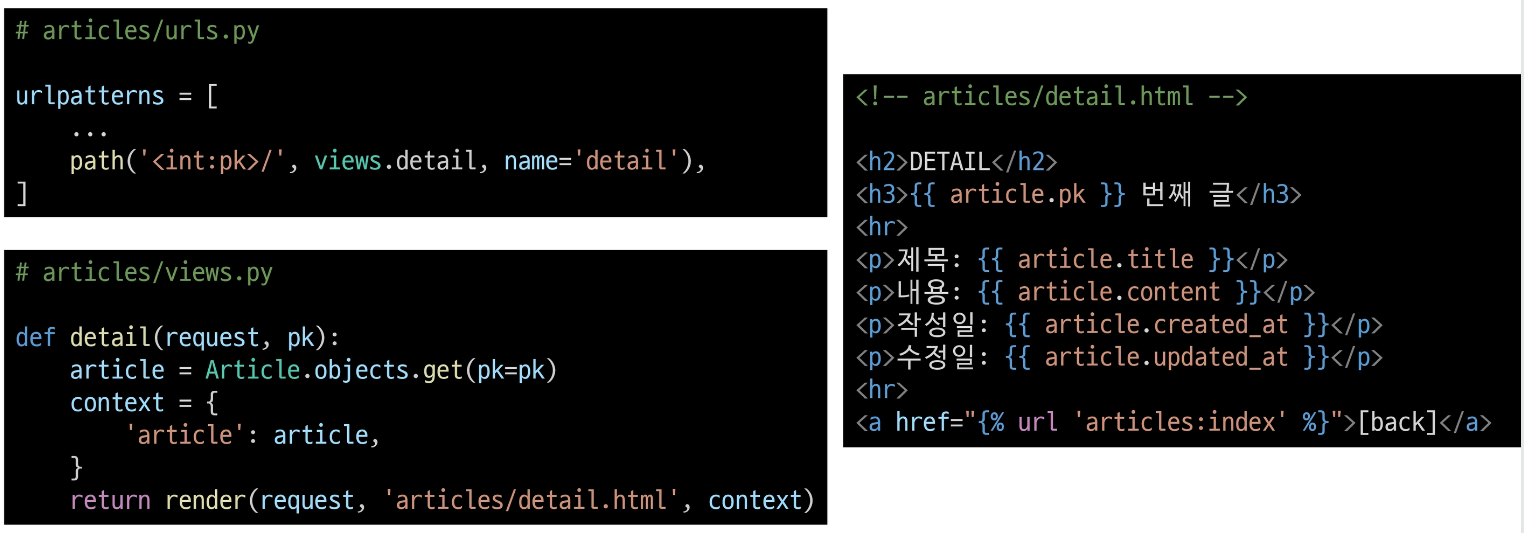 # articles/urls.py
urlpatterns = [
    ...
    path('<int:pk>/', views.detail, name='detail'),
]
# articles/views.py
def detail(request, pk):
    article = Article.objects.get(pk=pk)
    context = {
        'article': article,
    }
    return render(request, 'articles/detail.html', context)
<!-- articles/detail.html -->
<h2>DETAIL</h2>
<h3>{{ article.pk }} 번째 글</h3>
<hr>
<p>제목: {{ article.title }}</p>
<p>내용: {{ article.content }}</p>
<p>작성일: {{ article.created_at }}</p>
<p>수정일: {{ article.updated_at }}</p>
<hr>
<a href="{% url 'articles:index' %}">[back]</a>